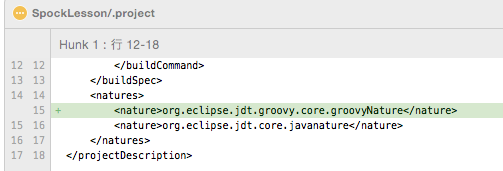 SpockLesson/.project
Hunk 1 : 行 12-18
12 12 </buildCommand>
13 13 </buildSpec>
14 14 <natures>
15 + <nature>org.eclipse.jdt.groovy.core.groovyNature</nature>
15 16 <nature>org.eclipse.jdt.core.javanature</nature>
16 17 </natures>
17 18 </projectDescription>